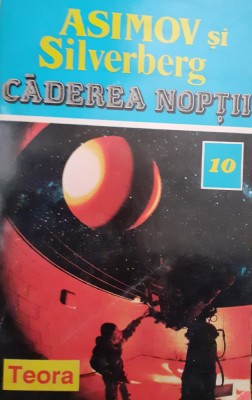 ASIMOV și
Silverberg
CĂDEREA NOPȚII
10
Teora